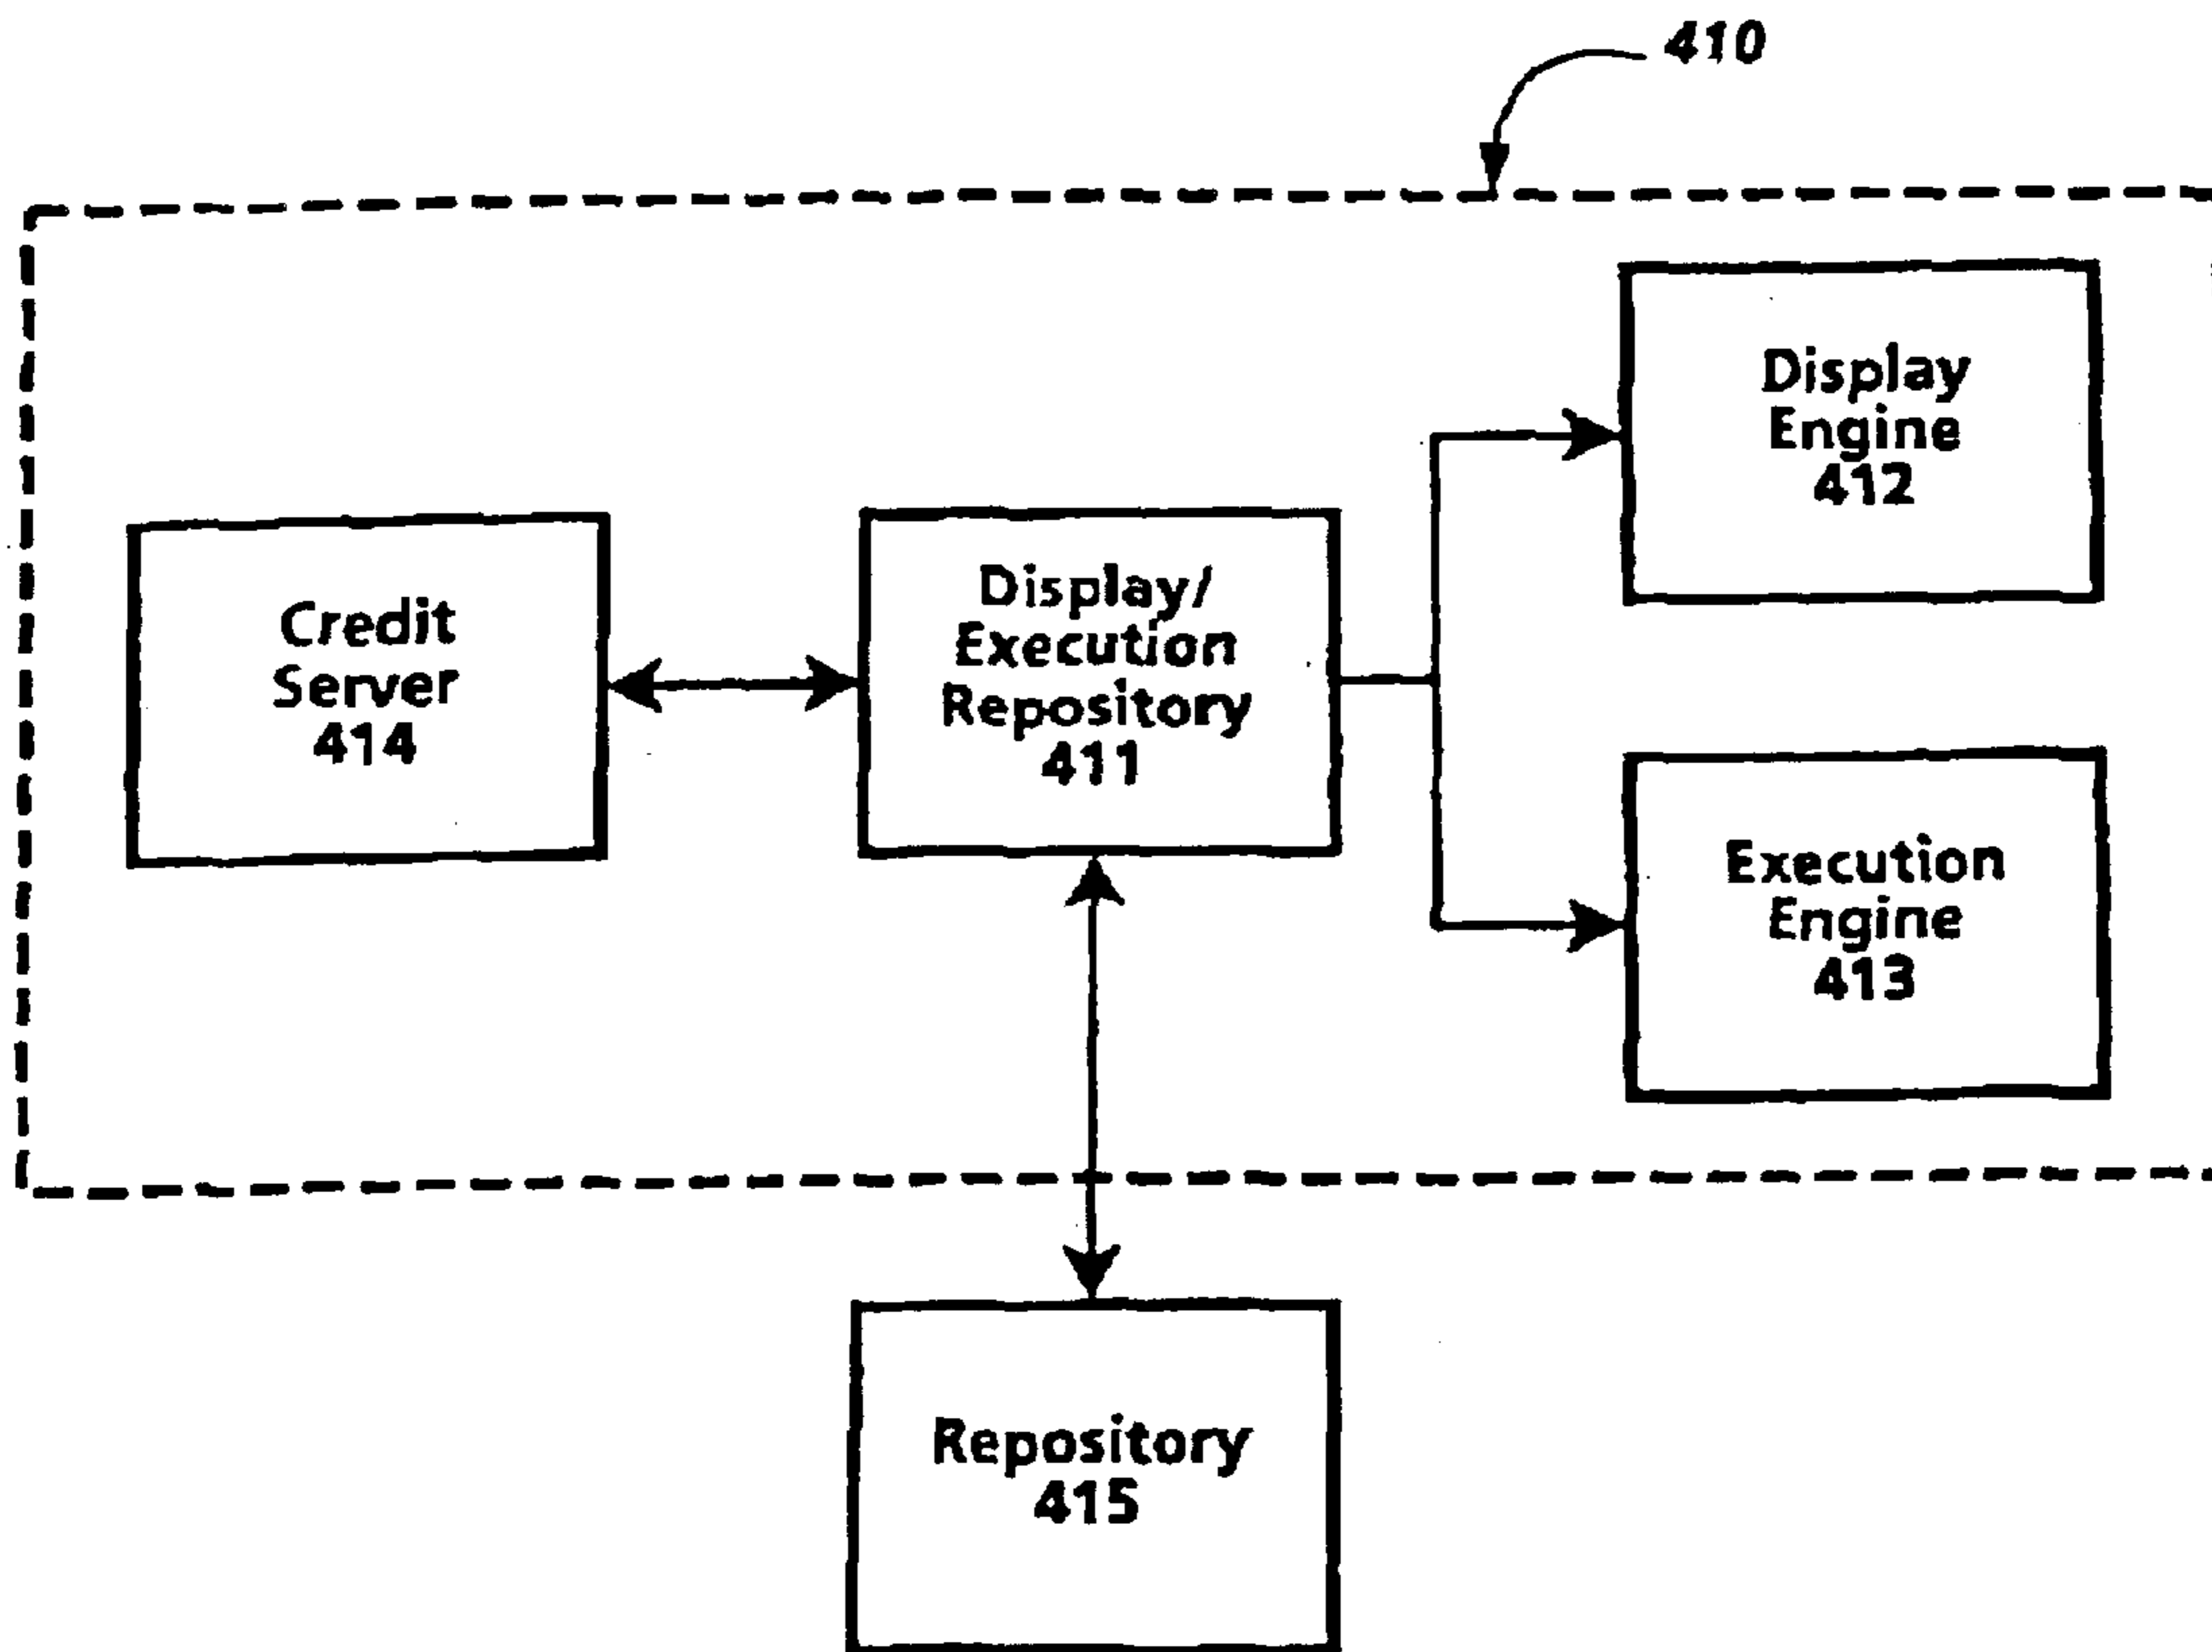 410
Display
Engine
412
Credit
Server
414
Display/
Execution
Repository
411
Execution
Engine
413
Repository
415